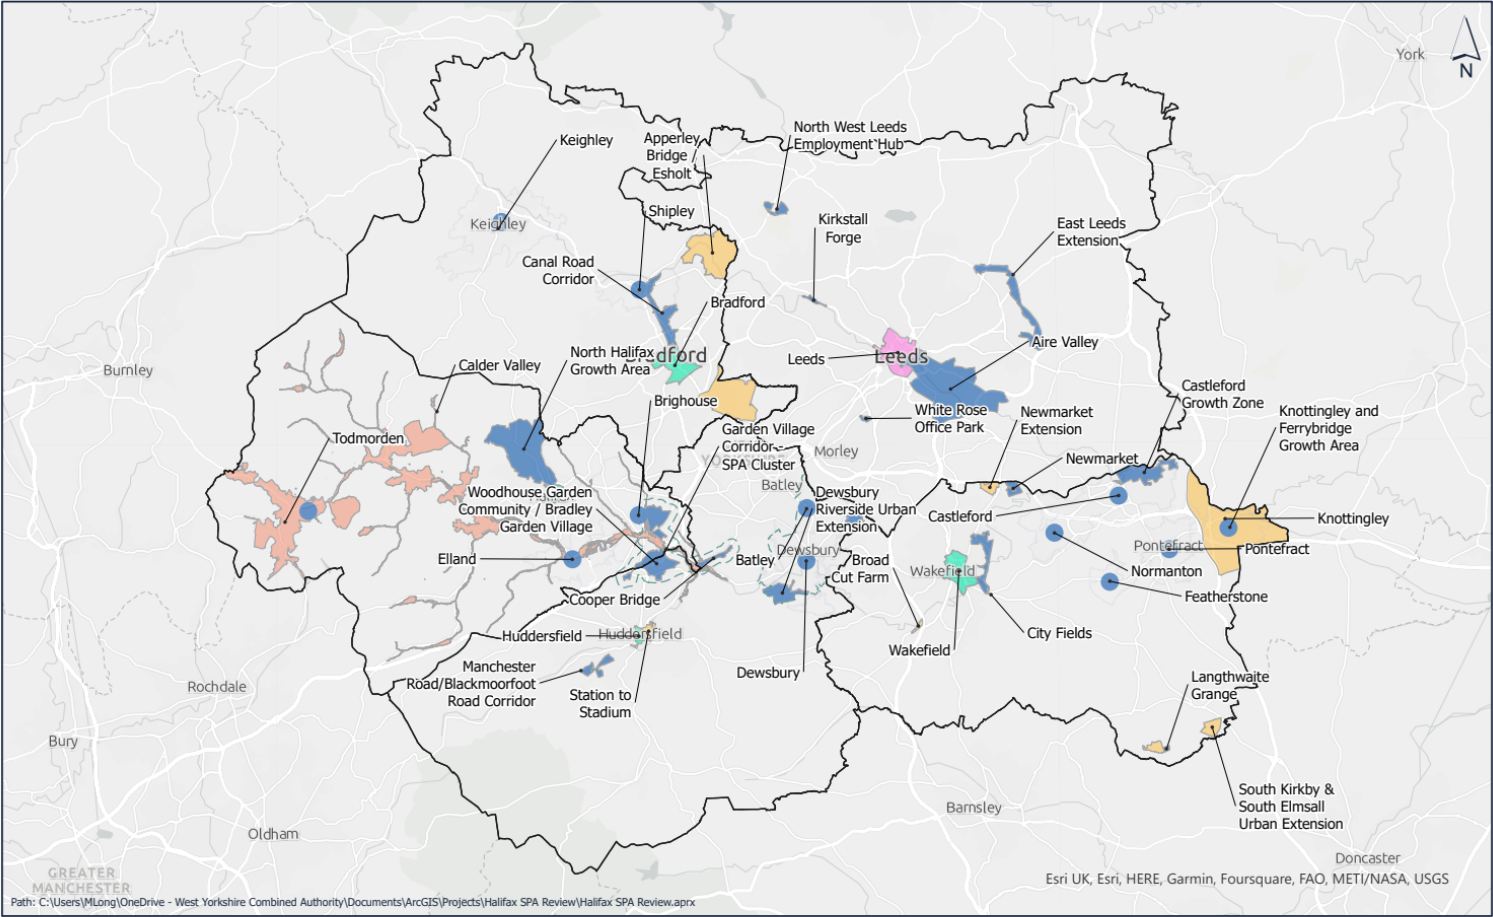 York
N
North West Leeds
Employment Hub
Apperley
Bridge
Esholt
Keighley
Keighley
Shipley
Kirkstall
Forge
East Leeds
Extension
Canal Road
Corridor
Bradford
Aire Valley
North Halifax
Growth Area
Bradford
Leeds
Leeds
Calder Valley
Burnley
Castleford
Growth Zone
Brighouse
White Rose
Office Park
Newmarket
Extension
Knottingley and
Ferrybridge
Growth Area
Todmorden
Garden Village
Corridor -
SPA Cluster
Morley
Newmarket
Batley
Woodhouse Garden
Community / Bradley
Garden Village
Dewsbury
Riverside Urban
Extension
Castleford
Knottingley
Elland
Batley
Dewsbury
Broad
Cut Farm
Wakefield
Pontefract
Pontefract
Normanton
Cooper Bridge
Featherstone
Huddersfield
Huddersfield
City Fields
Wakefield
Manchester
Road/Blackmoorfoot
Road Corridor
Dewsbury
Langthwaite
Grange
Rochdale
Station to
Stadium
Bury
South Kirkby &
South Elmsall
Urban Extension
Barnsley
Oldham
Doncaster
GREATER
MANCHESTER
Esri UK, Esri, HERE, Garmin, Foursquare, FAO, METI/NASA, USGS
Path: C:\Users\MLong\OneDrive - West Yorkshire Combined Authority\Documents\ArcGIS\Projects\Halifax SPA Review\Halifax SPA Review.aprx